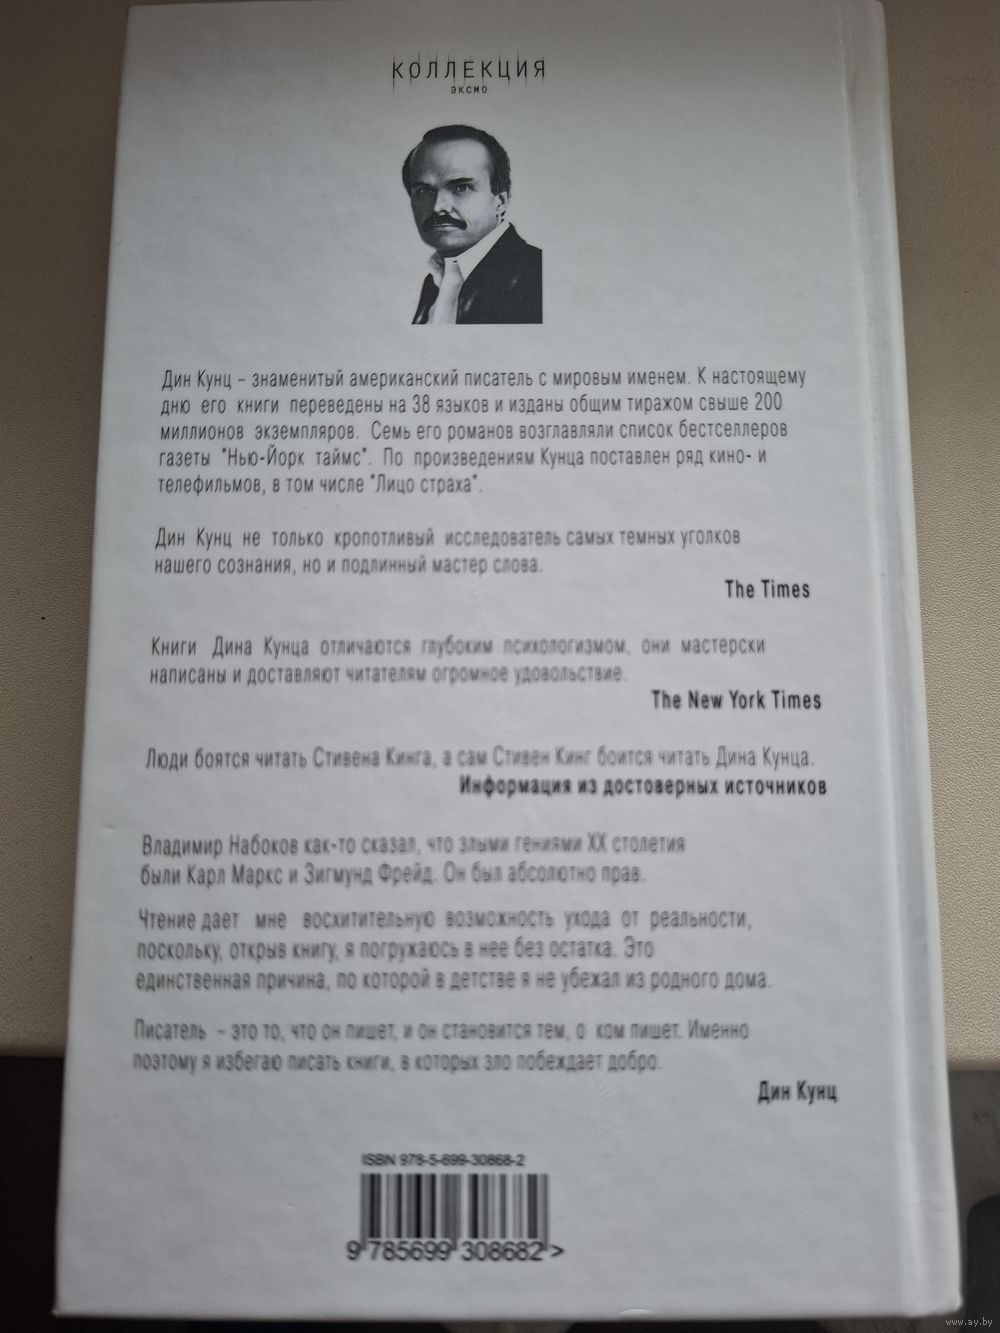 КОЛЛЕКЦИЯ
ЭКСМО
Дин Кунц – знаменитый американский писатель с мировым именем. К настоящему
дню его книги переведены на 38 языков и изданы общим тиражом свыше 200
миллионов экземпляров. Семь его романов возглавляли список бестселлеров
газеты "Нью-Йорк таймс". По произведениям Кунца поставлен ряд кино- и
телефильмов, в том числе "Лицо страха".
Дин Кунц не только кропотливый исследователь самых темных уголков
нашего сознания, но и подлинный мастер слова.
The Times
Книги Дина Кунца отличаются глубоким психологизмом, они мастерски
написаны и доставляют читателям огромное удовольствие.
The New York Times
Люди боятся читать Стивена Кинга, а сам Стивен Кинг боится читать Дина Кунца.
Информация из достоверных источников
Владимир Набоков как-то сказал, что злыми гениями XX столетия
были Карл Маркс и Зигмунд Фрейд. Он был абсолютно прав.
Чтение дает мне восхитительную возможность ухода от реальности,
поскольку, открыв книгу, я погружаюсь в нее без остатка. Это
единственная причина, по которой в детстве я не убежал из родного дома.
Писатель – это то, что он пишет, и он становится тем, о ком пишет. Именно
поэтому я избегаю писать книги, в которых зло побеждает добро.
Дин Кунц
ISBN 978-5-699-30868-2
9 785699 308682 >
www.ay.by